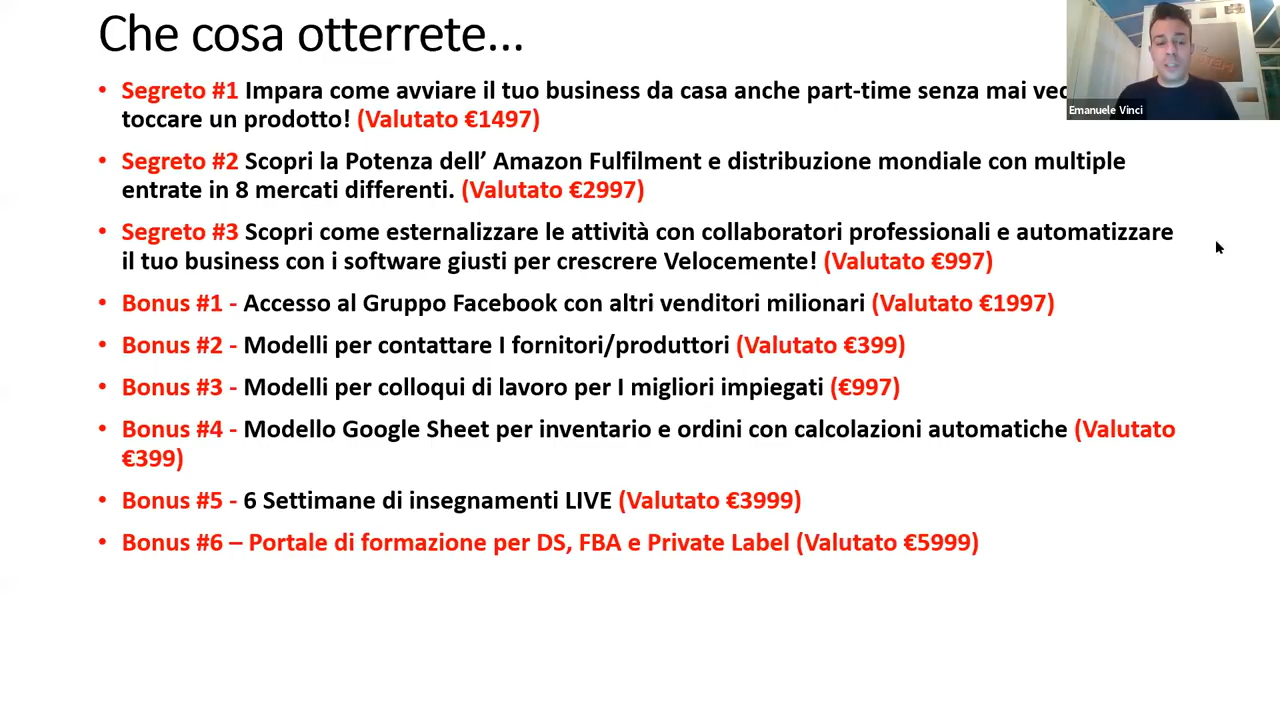 Che cosa otterrete...
• Segreto #1 Impara come avviare il tuo business da casa anche part-time senza mai
toccare un prodotto! (Valutato €1497)
• Segreto #2 Scopri la Potenza dell’ Amazon Fulfilment e distribuzione mondiale con multiple
entrate in 8 mercati differenti. (Valutato €2997)
• Segreto #3 Scopri come esternalizzare le attività con collaboratori professionali e automatizzare
il tuo business con i software giusti per crescrere Velocemente! (Valutato €997)
• Bonus #1 - Accesso al Gruppo Facebook con altri venditori milionari (Valutato €1997)
• Bonus #2 - Modelli per contattare I fornitori/produttori (Valutato €399)
• Bonus #3 - Modelli per colloqui di lavoro per I migliori impiegati (€997)
• Bonus #4 - Modello Google Sheet per inventario e ordini con calcolazioni automatiche (Valutato
€399)
• Bonus #5 - 6 Settimane di insegnamenti LIVE (Valutato €3999)
• Bonus #6 – Portale di formazione per DS, FBA e Private Label (Valutato €5999)
Emanuele Vinci